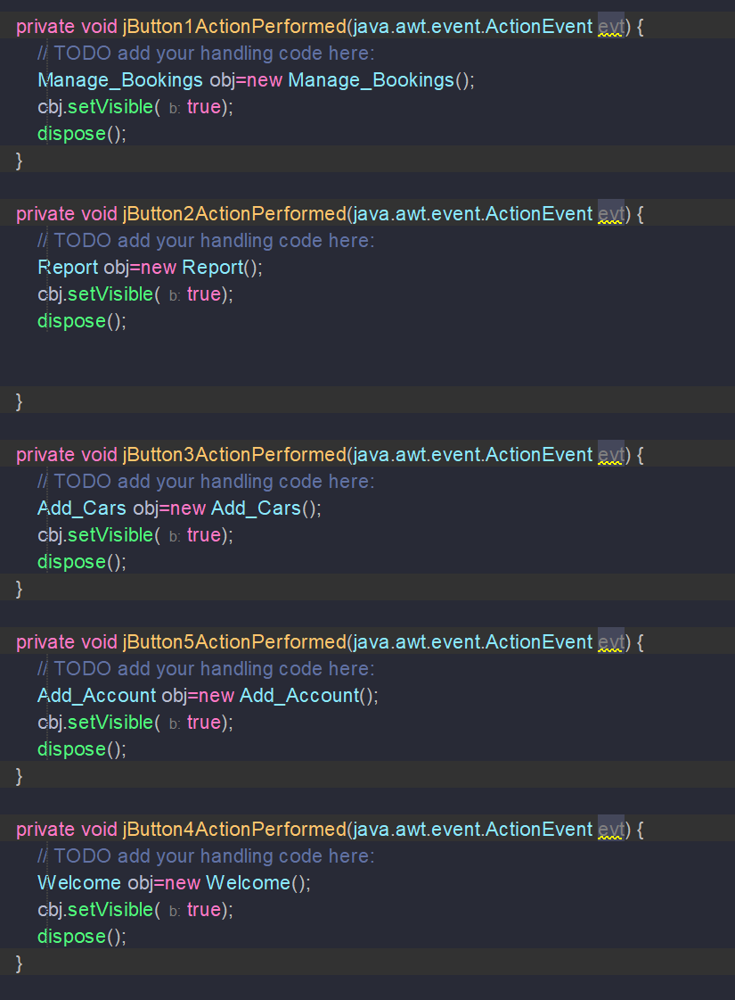 private void jButton1ActionPerformed(java.awt.event.ActionEvent evt) {
// TODO add your handling code here:
Manage_Bookings obj=new Manage_Bookings();
obj.setVisible( b: true);
dispose();
}
private void jButton2ActionPerformed(java.awt.event.ActionEvent evt) {
// TODO add your handling code here:
Report obj=new Report();
obj.setVisible( b: true);
dispose();
}
private void jButton3ActionPerformed(java.awt.event.ActionEvent evt) {
// TODO add your handling code here:
Add_Cars obj=new Add_Cars();
obj.setVisible( b: true);
dispose();
}
private void jButton5ActionPerformed(java.awt.event.ActionEvent evt) {
// TODO add your handling code here:
Add_Account obj=new Add_Account();
obj.setVisible( b: true);
dispose();
}
private void jButton4ActionPerformed(java.awt.event.ActionEvent evt) {
// TODO add your handling code here:
Welcome obj=new Welcome();
obj.setVisible( b: true);
dispose();
}